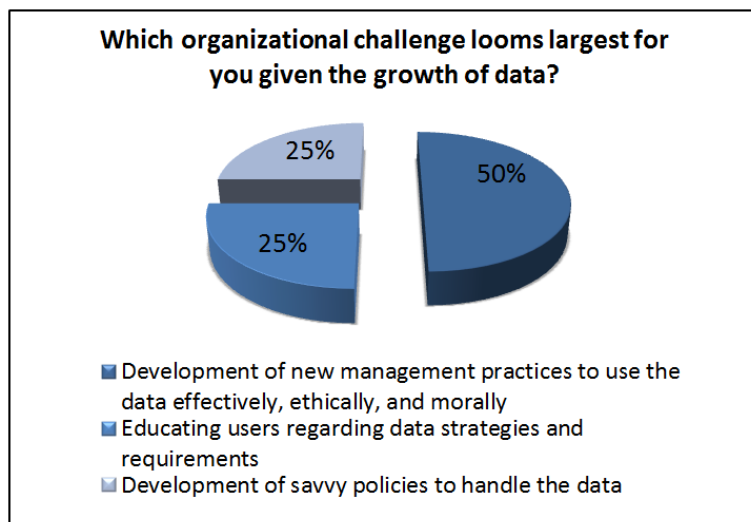 Which organizational challenge looms largest for
you given the growth of data?
25%
50%
25%
Development of new management practices to use the
data effectively, ethically, and morally
Educating users regarding data strategies and
requirements
Development of savvy policies to handle the data